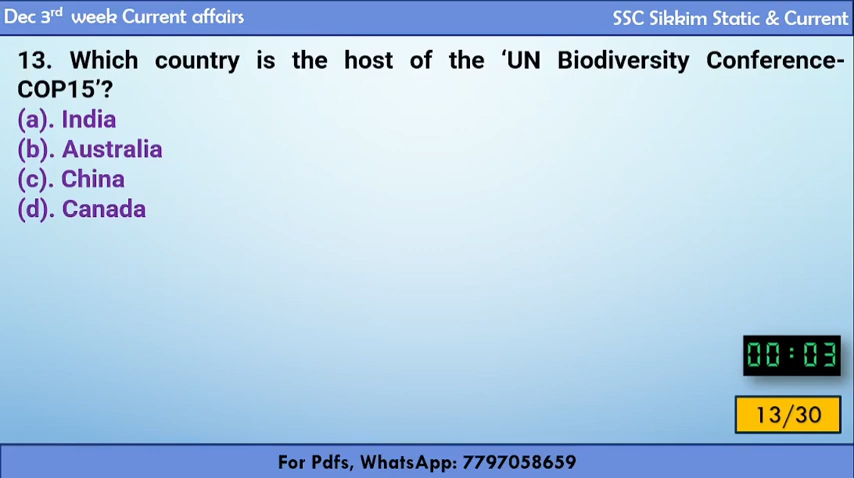 Dec 3rd week Current affairs
SSC Sikkim Static & Current
13. Which country is the host of the ‘UN Biodiversity Conference-
COP15’?
(a). India
(b). Australia
(c). China
(d). Canada
00:03
13/30
For Pdfs, WhatsApp: 7797058659